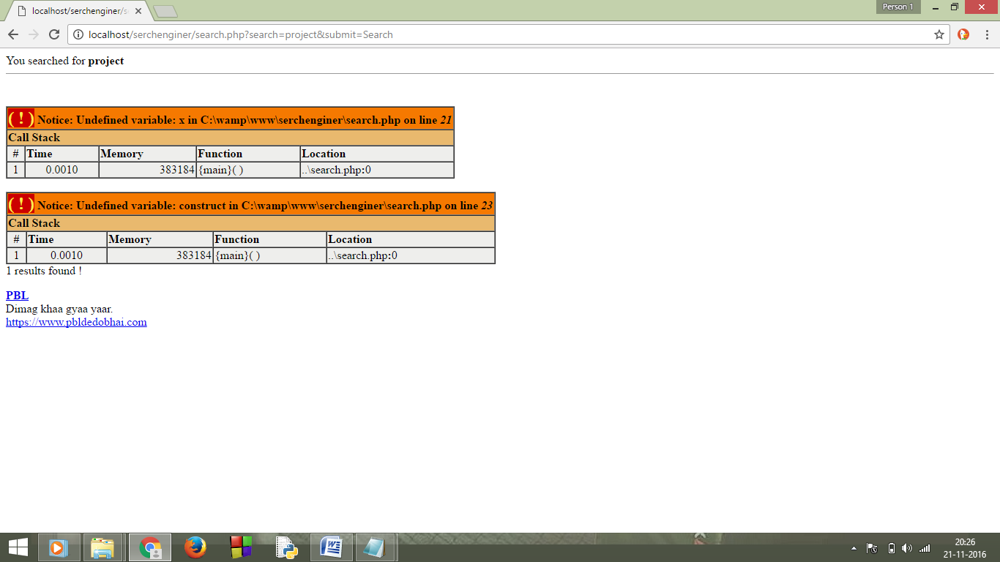 localhost/serchenginer/s
Person 1
localhost/serchenginer/search.php?search=project&submit=Search
You searched for project
( ! ) Notice: Undefined variable: x in C:\wamp\www\serchenginer\search.php on line 21
Call Stack
# Time Memory Function Location
1 0.0010 383184 {main}( ) ..\search.php:0
( ! ) Notice: Undefined variable: construct in C:\wamp\www\serchenginer\search.php on line 23
Call Stack
# Time Memory Function Location
1 0.0010 383184 {main}( ) ..\search.php:0
1 results found !
PBL
Dimag khaa gyaa yaar.
https://www.pbldedobhai.com
20:26
21-11-2016